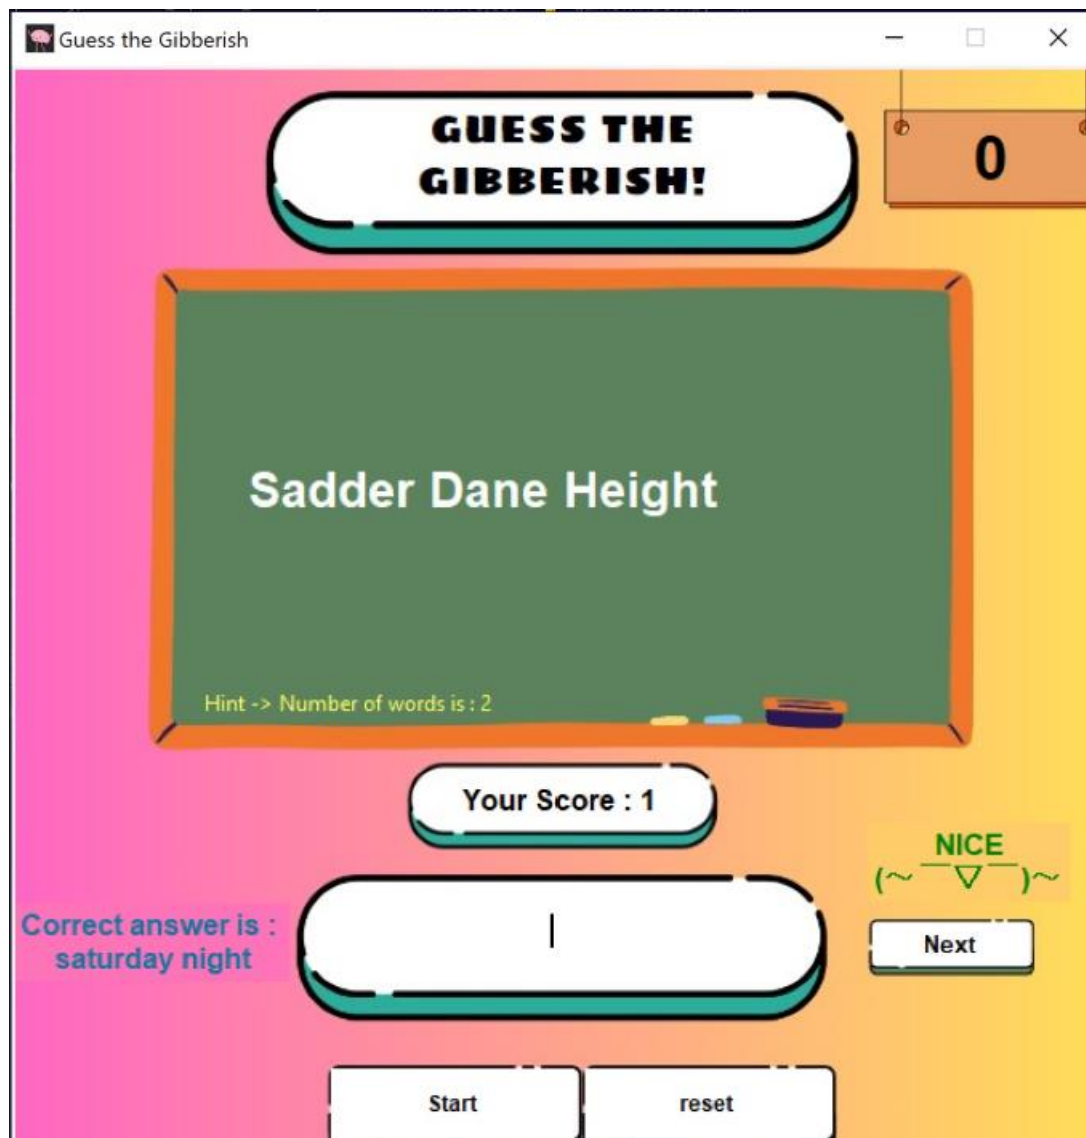 Guess the Gibberish
GUESS THE
GIBBERISH!
0
Sadder Dane Height
Hint -> Number of words is : 2
Your Score : 1
NICE
(～￣▽￣)～
Correct answer is :
saturday night
Next
Start
reset